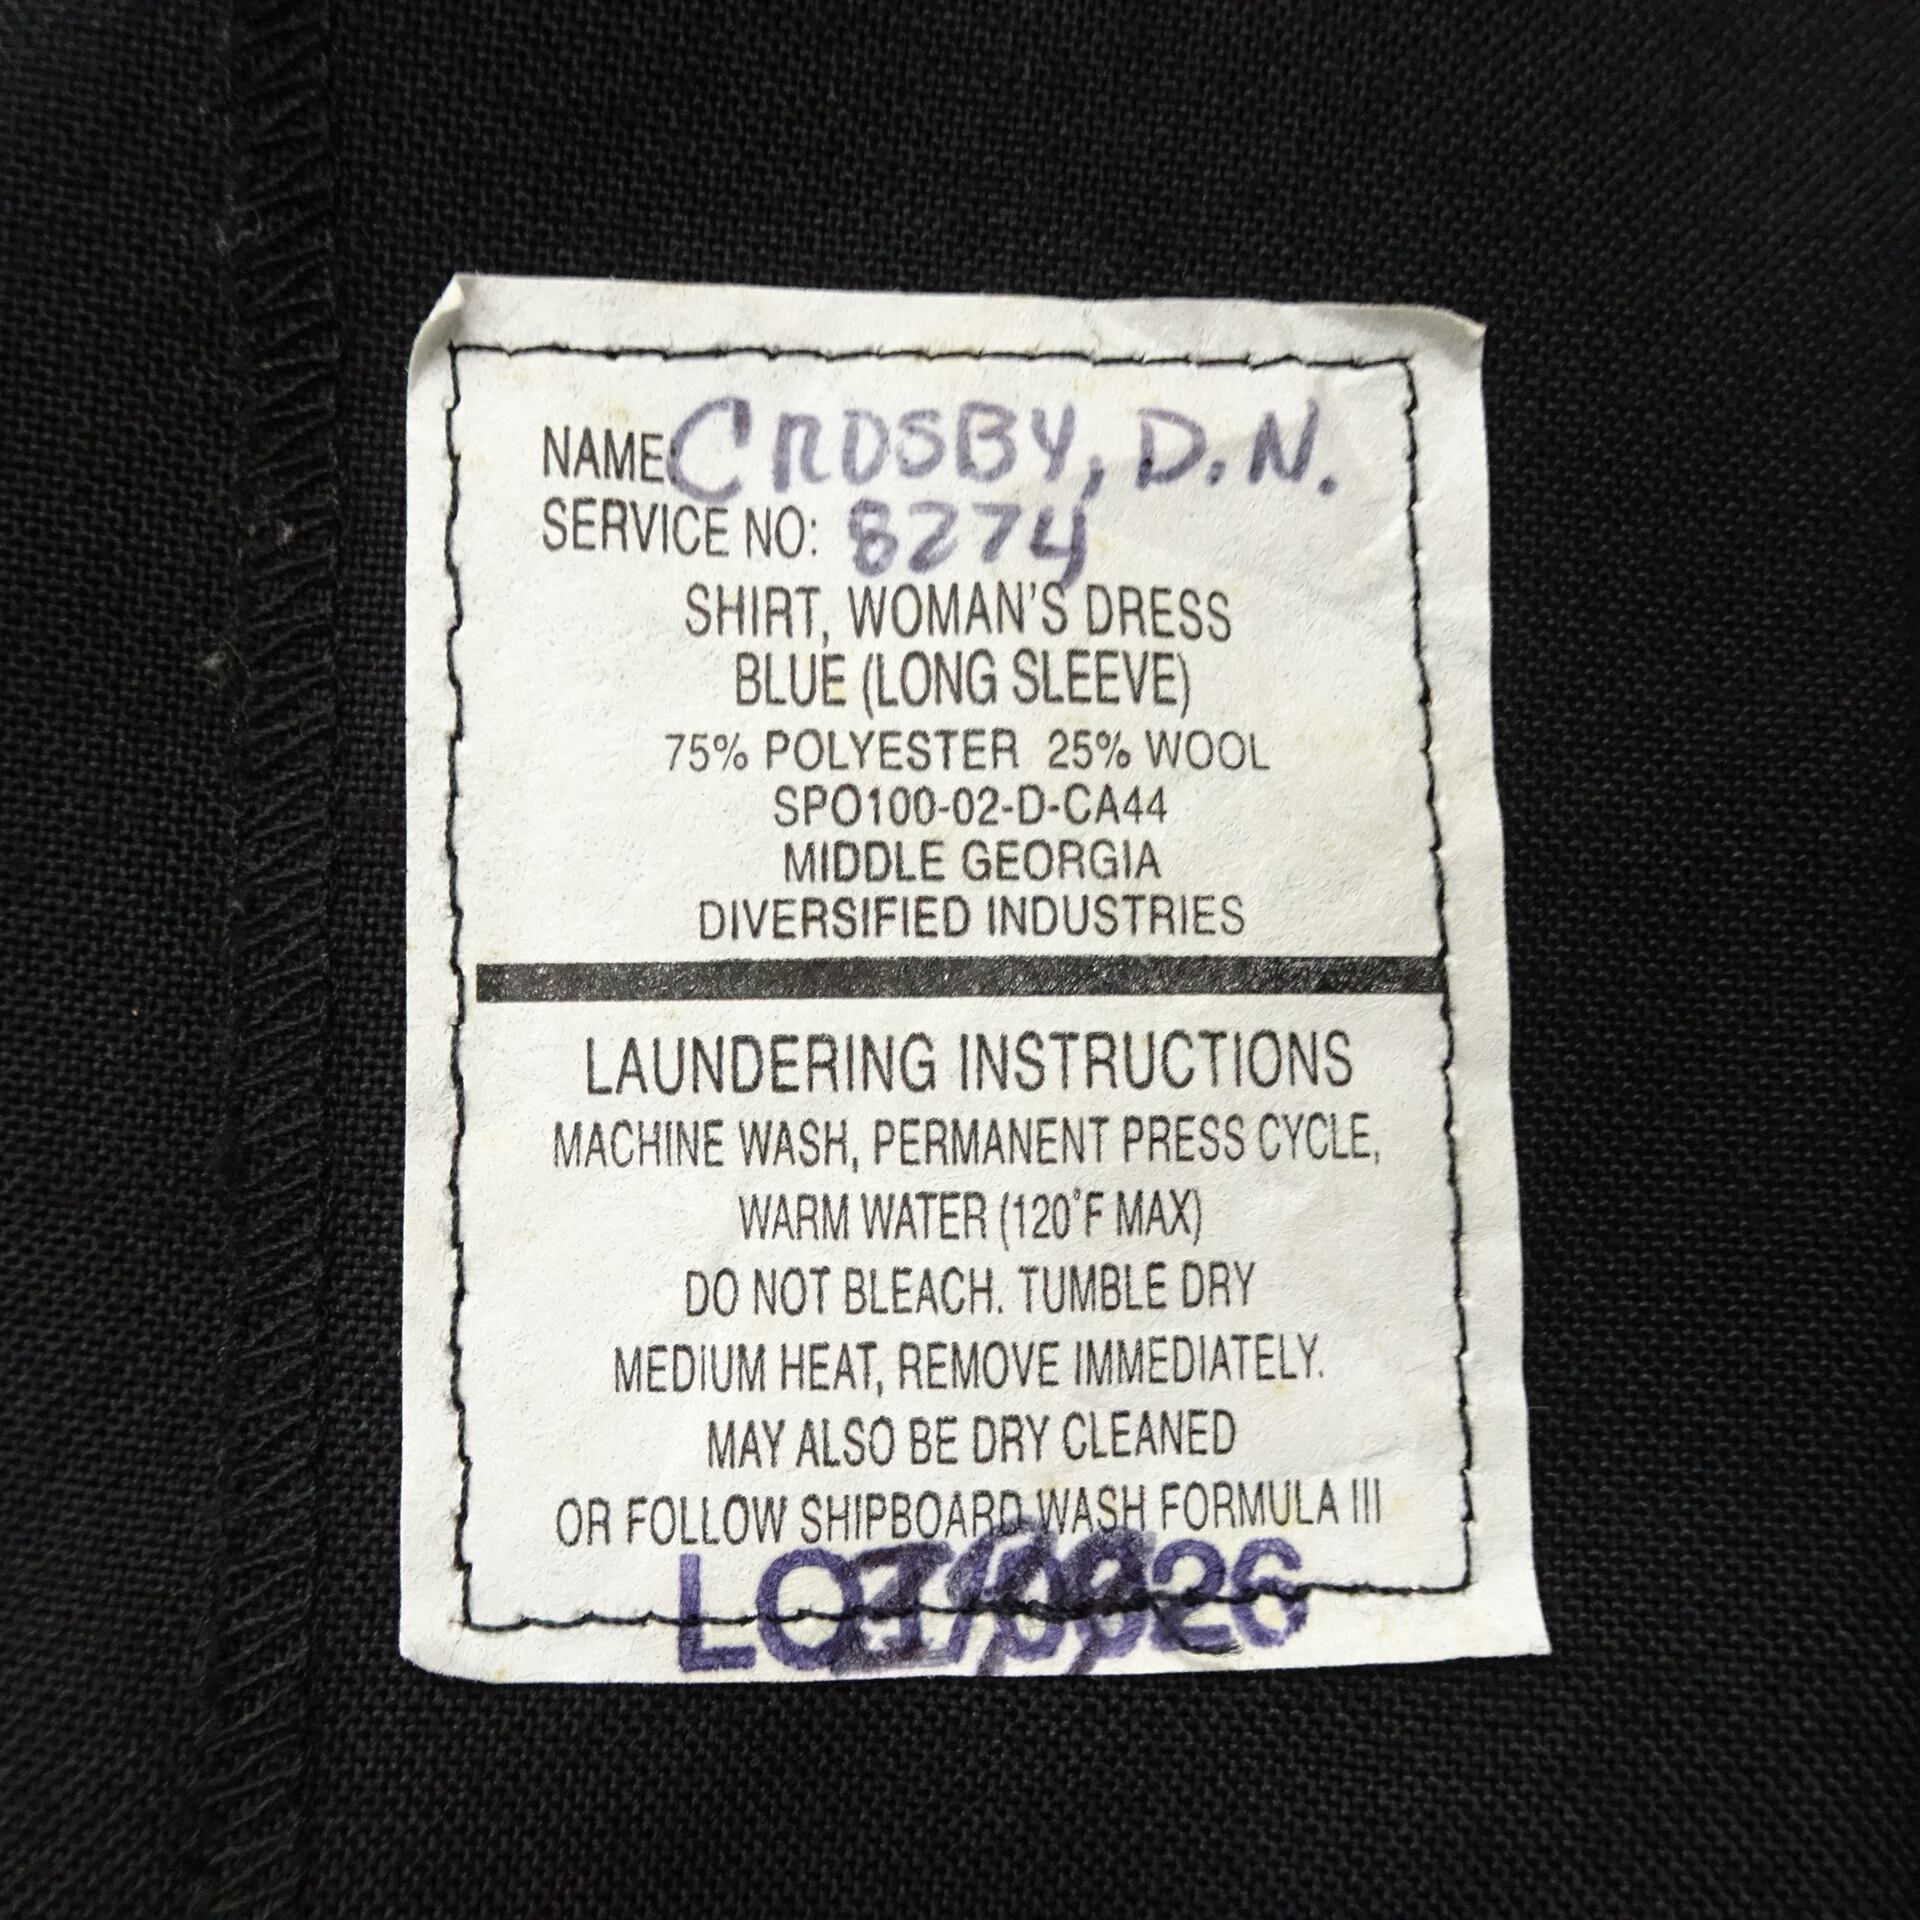 NAME: CROSBY, D.N.
SERVICE NO: 8274
SHIRT, WOMAN'S DRESS
BLUE (LONG SLEEVE)
75% POLYESTER 25% WOOL
SPO100-02-D-CA44
MIDDLE GEORGIA
DIVERSIFIED INDUSTRIES
LAUNDERING INSTRUCTIONS
MACHINE WASH, PERMANENT PRESS CYCLE,
WARM WATER (120°F MAX)
DO NOT BLEACH. TUMBLE DRY
MEDIUM HEAT, REMOVE IMMEDIATELY.
MAY ALSO BE DRY CLEANED
OR FOLLOW SHIPBOARD WASH FORMULA III
LOT